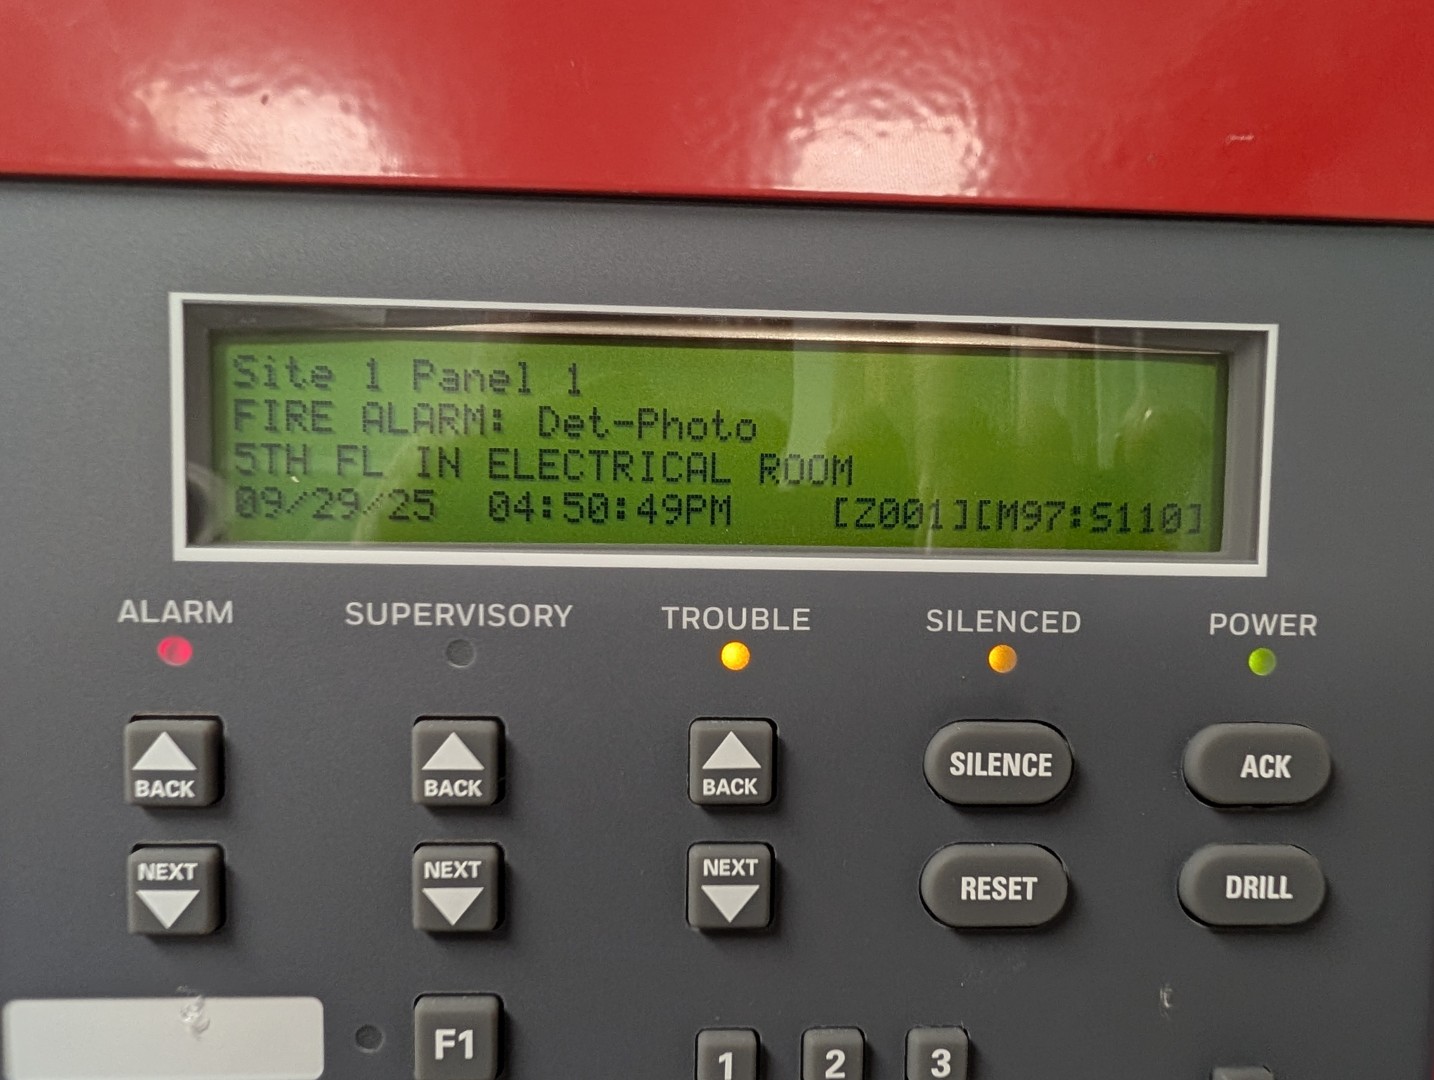 Site 1 Panel 1
FIRE ALARM: Det-Photo
5TH FL IN ELECTRICAL ROOM
09/29/25 04:50:49PM [Z001][M97:S110]
ALARM SUPERVISORY TROUBLE SILENCED POWER
BACK BACK BACK SILENCE ACK
NEXT NEXT NEXT RESET DRILL
F1 1 2 3